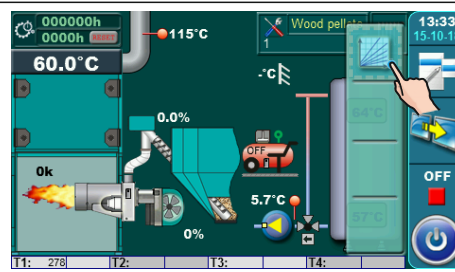 000000h
0000h RESET
115°C
Wood pellets
1
13:33
15-10-18
60.0°C
-°C
64°C
0.0%
OFF
0k
5.7°C
OFF
0%
57°C
T1: 278 T2: T3: T4: